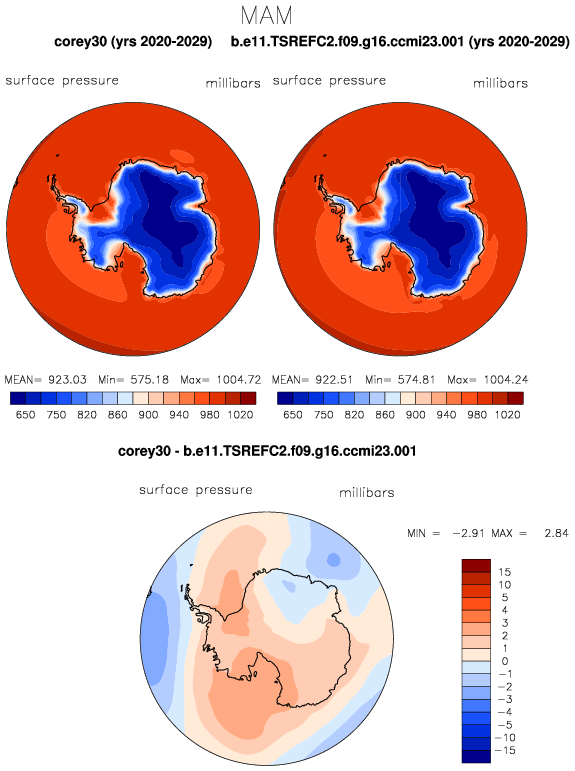 MAM
corey30 (yrs 2020-2029) b.e11.TSREFC2.f09.g16.ccmi23.001 (yrs 2020-2029)
surface pressure millibars surface pressure millibars
MEAN= 923.03 Min= 575.18 Max= 1004.72 MEAN= 922.51 Min= 574.81 Max= 1004.24
650 750 820 860 900 940 980 1020 650 750 820 860 900 940 980 1020
corey30 - b.e11.TSREFC2.f09.g16.ccmi23.001
surface pressure millibars
MIN = -2.91 MAX = 2.84
15
10
5
4
3
2
1
0
-1
-2
-3
-4
-5
-10
-15